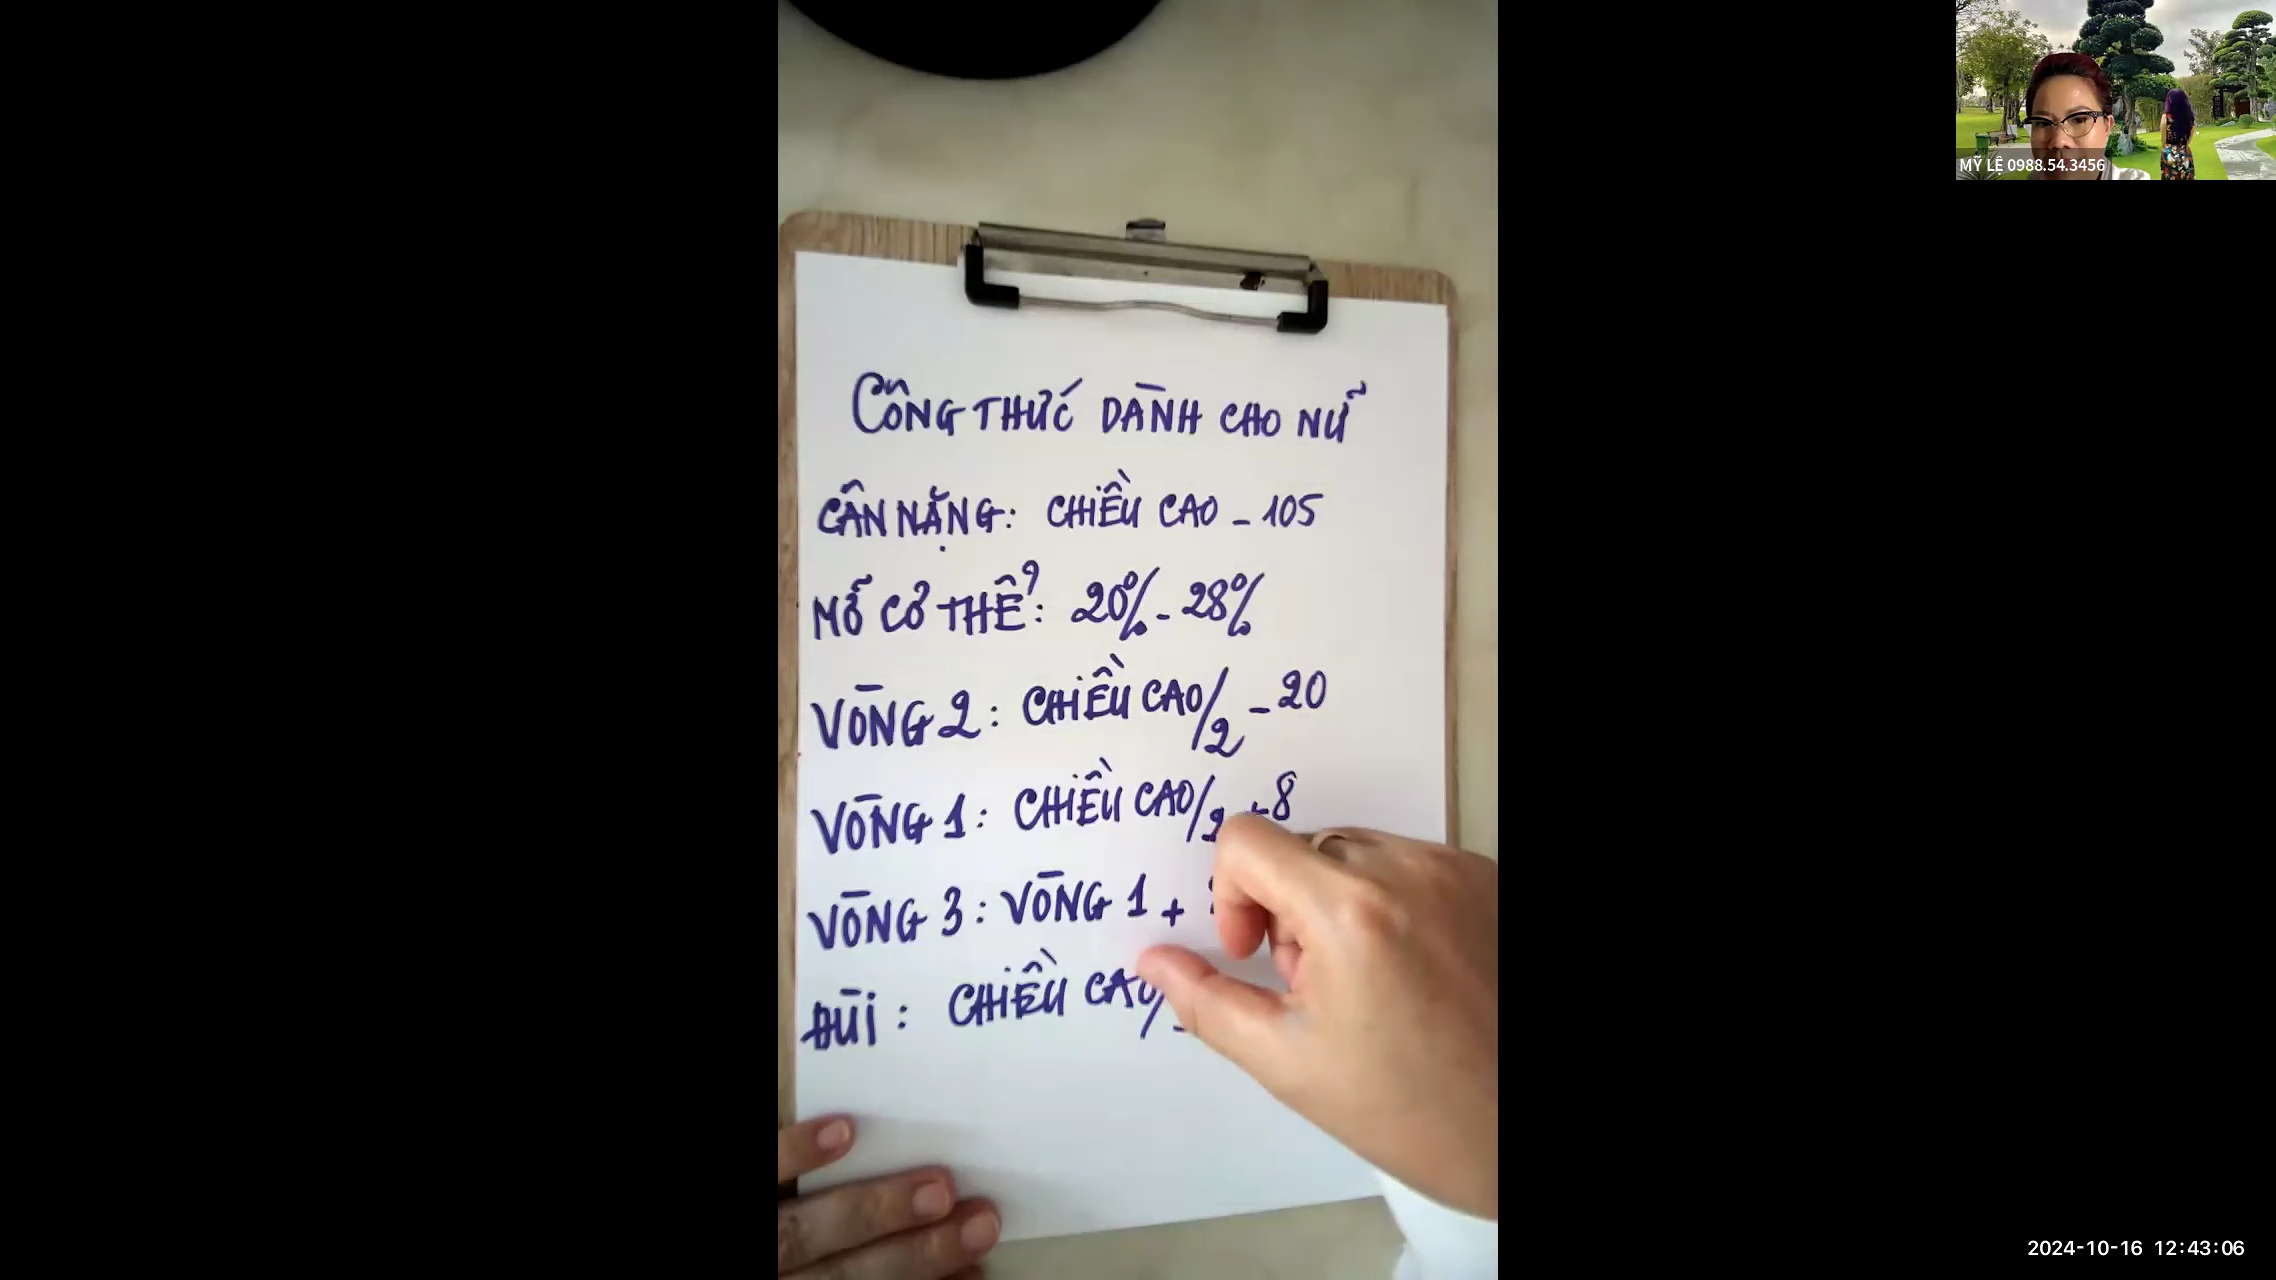 MỸ LỆ 0988.54.3456
CÔNG THỨC DÀNH CHO NỮ
CÂN NẶNG: CHIỀU CAO - 105
MỠ CƠ THỂ: 20% - 28%
VÒNG 2: CHIỀU CAO/2 - 20
VÒNG 1: CHIỀU CAO/2 + 8
VÒNG 3: VÒNG 1 +
ĐÙI: CHIỀU CAO/
2024-10-16 12:43:06